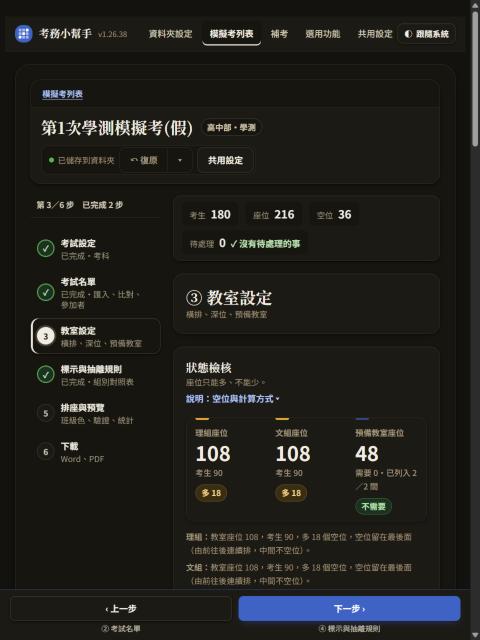 考務小幫手 v1.26.38 資料夾設定 模擬考列表 補考 選用功能 共用設定 跟隨系統
模擬考列表
第1次學測模擬考(假) 高中部・學測
已儲存到資料夾 復原 共用設定
第 3／6 步 已完成 2 步
考試設定
已完成・考科
考試名單
已完成・匯入、比對、
參加者
3 教室設定
橫排、深位、預備教室
標示與抽離規則
已完成・組別對照表
5 排座與預覽
班級色、驗證、統計
6 下載
Word、PDF
考生 180 座位 216 空位 36
待處理 0 ✓ 沒有待處理的事
③ 教室設定
橫排、深位、預備教室
狀態檢核
座位只能多、不能少。
說明：空位與計算方式
理組座位 文組座位 預備教室座位
108 108 48
考生 90 考生 90 需要 0・已列入 2
／2 間
多 18 多 18 不需要
理組：教室座位 108，考生 90，多 18 個空位，空位留在最後面
（由前往後連續排，中間不空位）。
文組：教室座位 108，考生 90，多 18 個空位，空位留在最後面
（由前往後連續排，中間不空位）。
‹ 上一步 下一步 ›
② 考試名單 ④ 標示與抽離規則